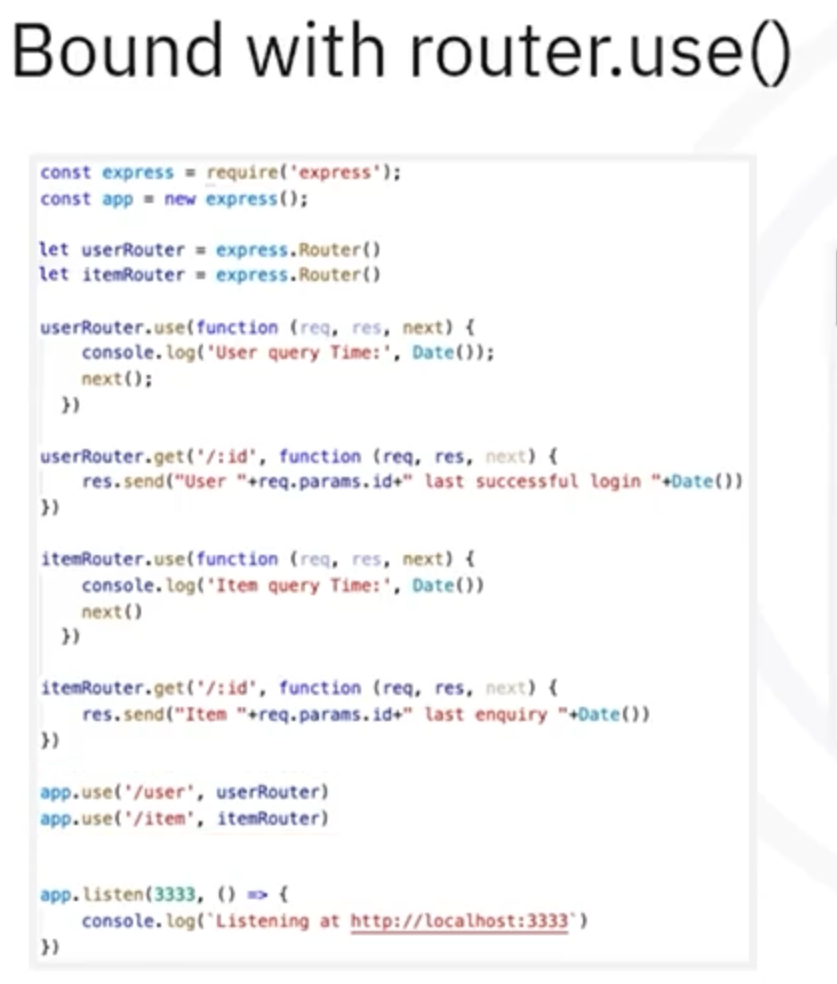 Bound with router.use()
const express = require('express');
const app = new express();
let userRouter = express.Router()
let itemRouter = express.Router()
userRouter.use(function (req, res, next) {
    console.log('User query Time:', Date());
    next();
  })
userRouter.get('/:id', function (req, res, next) {
    res.send("User "+req.params.id+" last successful login "+Date())
})
itemRouter.use(function (req, res, next) {
    console.log('Item query Time:', Date())
    next()
  })
itemRouter.get('/:id', function (req, res, next) {
    res.send("Item "+req.params.id+" last enquiry "+Date())
})
app.use('/user', userRouter)
app.use('/item', itemRouter)
app.listen(3333, () => {
    console.log(`Listening at http://localhost:3333`)
})